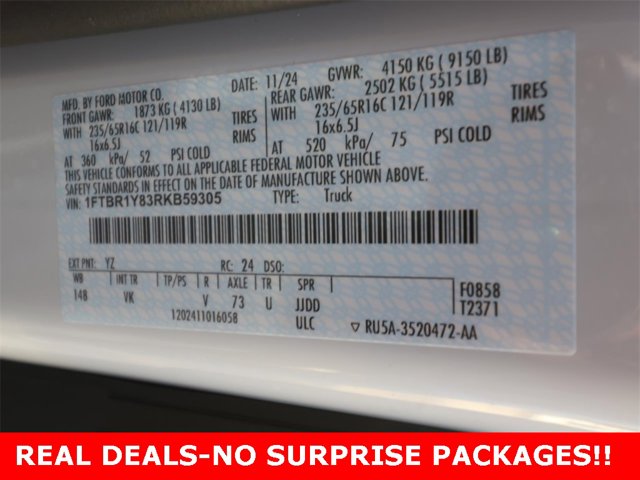 MFD. BY FORD MOTOR CO.
DATE: 11/24 GVWR: 4150 KG ( 9150 LB)
FRONT GAWR: 1873 KG ( 4130 LB)
REAR GAWR: 2502 KG ( 5515 LB)
WITH 235/65R16C 121/119R TIRES
WITH 235/65R16C 121/119R TIRES
16x6.5J RIMS
16x6.5J RIMS
AT 360 kPa/ 52 PSI COLD
AT 520 kPa/ 75 PSI COLD
THIS VEHICLE CONFORMS TO ALL APPLICABLE FEDERAL MOTOR VEHICLE
SAFETY STANDARDS IN EFFECT ON THE DATE OF MANUFACTURE SHOWN ABOVE.
VIN: 1FTBR1Y83RKB59305 TYPE: Truck
EXT PNT: YZ RC: 24 DSO:
WB INT TR TP/PS R AXLE TR SPR
148 VK V 73 U JJDD
F0858
T2371
1202411016058 ULC
RU5A-3520472-AA
REAL DEALS-NO SURPRISE PACKAGES!!